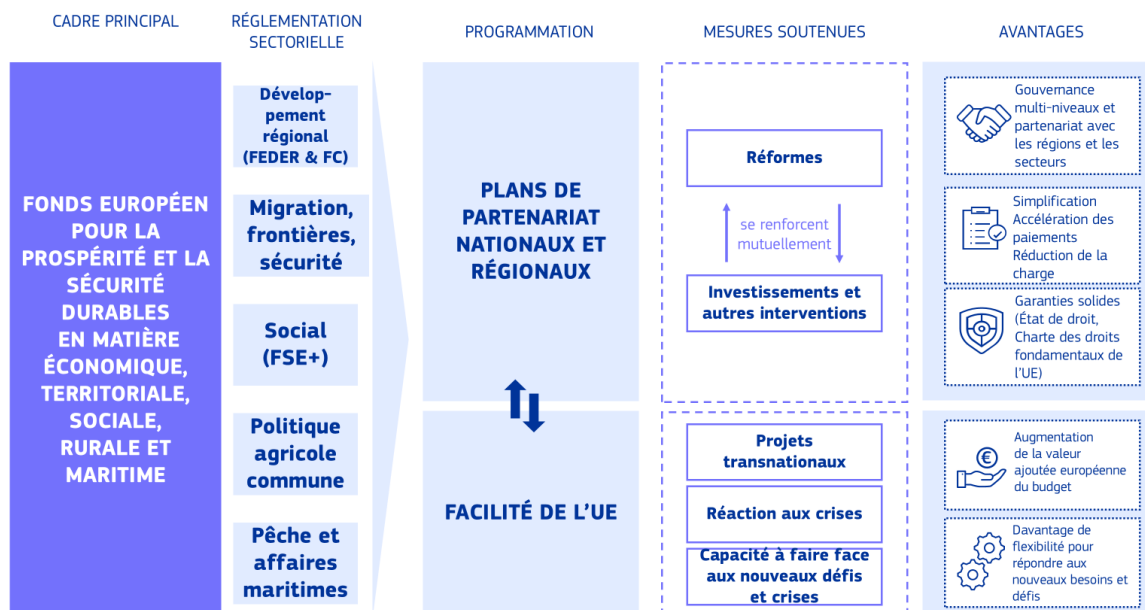 CADRE PRINCIPAL
RÉGLEMENTATION
SECTORIELLE
PROGRAMMATION
MESURES SOUTENUES
AVANTAGES
FONDS EUROPÉEN
POUR LA
PROSPÉRITÉ ET LA
SÉCURITÉ
DURABLES
EN MATIÈRE
ÉCONOMIQUE,
TERRITORIALE,
SOCIALE,
RURALE ET
MARITIME
Dévelop-
pement
régional
(FEDER & FC)
Migration,
frontières,
sécurité
Social
(FSE+)
Politique
agricole
commune
Pêche et
affaires
maritimes
PLANS DE
PARTENARIAT
NATIONAUX ET
RÉGIONAUX
FACILITÉ DE L’UE
Réformes
se renforcent
mutuellement
Investissements et
autres interventions
Projets
transnationaux
Réaction aux crises
Capacité à faire face
aux nouveaux défis
et crises
Gouvernance
multi-niveaux et
partenariat avec
les régions et les
secteurs
Simplification
Accélération des
paiements
Réduction de la
charge
Garanties solides
(État de droit,
Charte des droits
fondamentaux de
l’UE)
Augmentation
de la valeur
ajoutée européenne
du budget
Davantage de
flexibilité pour
répondre aux
nouveaux besoins et
défis